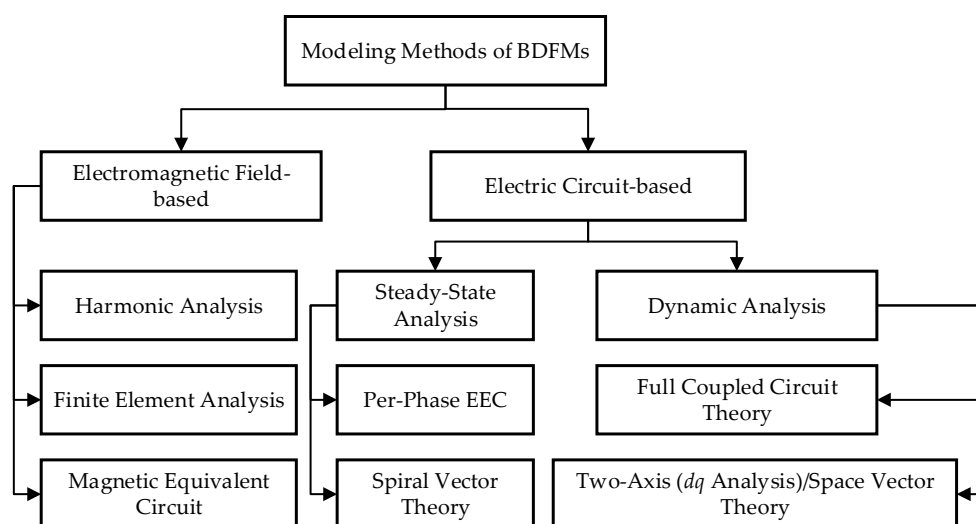 Modeling Methods of BDFMs
Electromagnetic Field-
based
Electric Circuit-based
Harmonic Analysis
Steady-State
Analysis
Dynamic Analysis
Finite Element Analysis
Per-Phase EEC
Full Coupled Circuit
Theory
Magnetic Equivalent
Circuit
Spiral Vector
Theory
Two-Axis (dq Analysis)/Space Vector
Theory